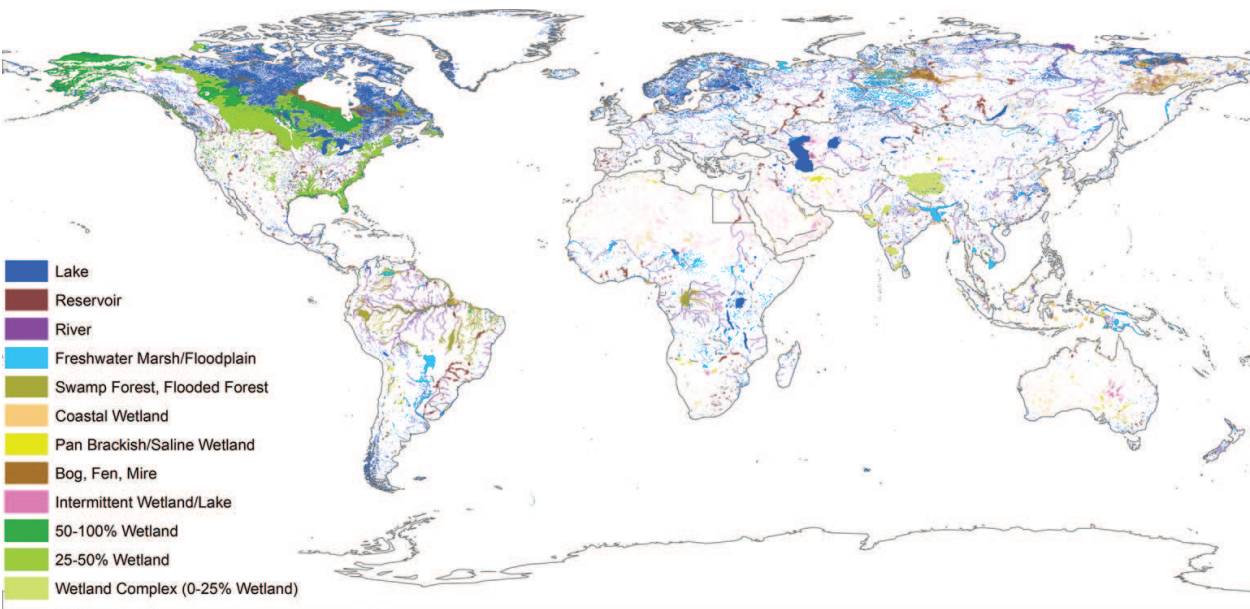 Lake
Reservoir
River
Freshwater Marsh/Floodplain
Swamp Forest, Flooded Forest
Coastal Wetland
Pan Brackish/Saline Wetland
Bog, Fen, Mire
Intermittent Wetland/Lake
50-100% Wetland
25-50% Wetland
Wetland Complex (0-25% Wetland)